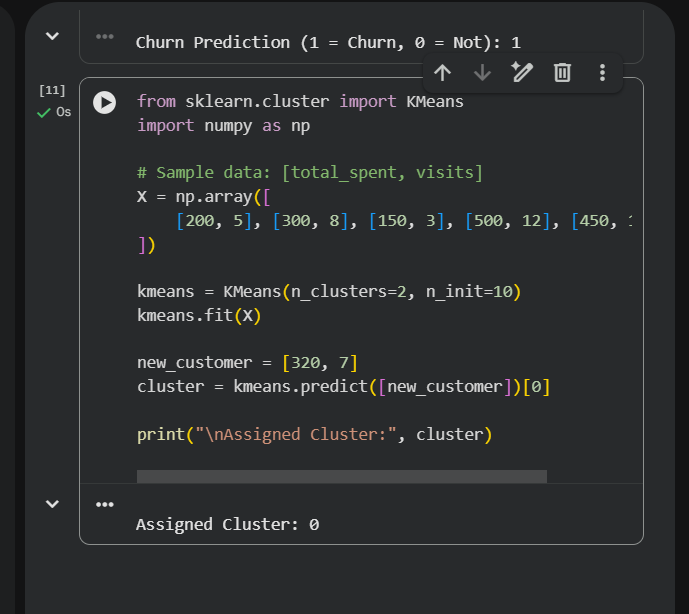 Churn Prediction (1 = Churn, 0 = Not): 1
[11]
0s
from sklearn.cluster import KMeans
import numpy as np
# Sample data: [total_spent, visits]
X = np.array([
[200, 5], [300, 8], [150, 3], [500, 12], [450,
])
kmeans = KMeans(n_clusters=2, n_init=10)
kmeans.fit(X)
new_customer = [320, 7]
cluster = kmeans.predict([new_customer])[0]
print("\nAssigned Cluster:", cluster)
Assigned Cluster: 0